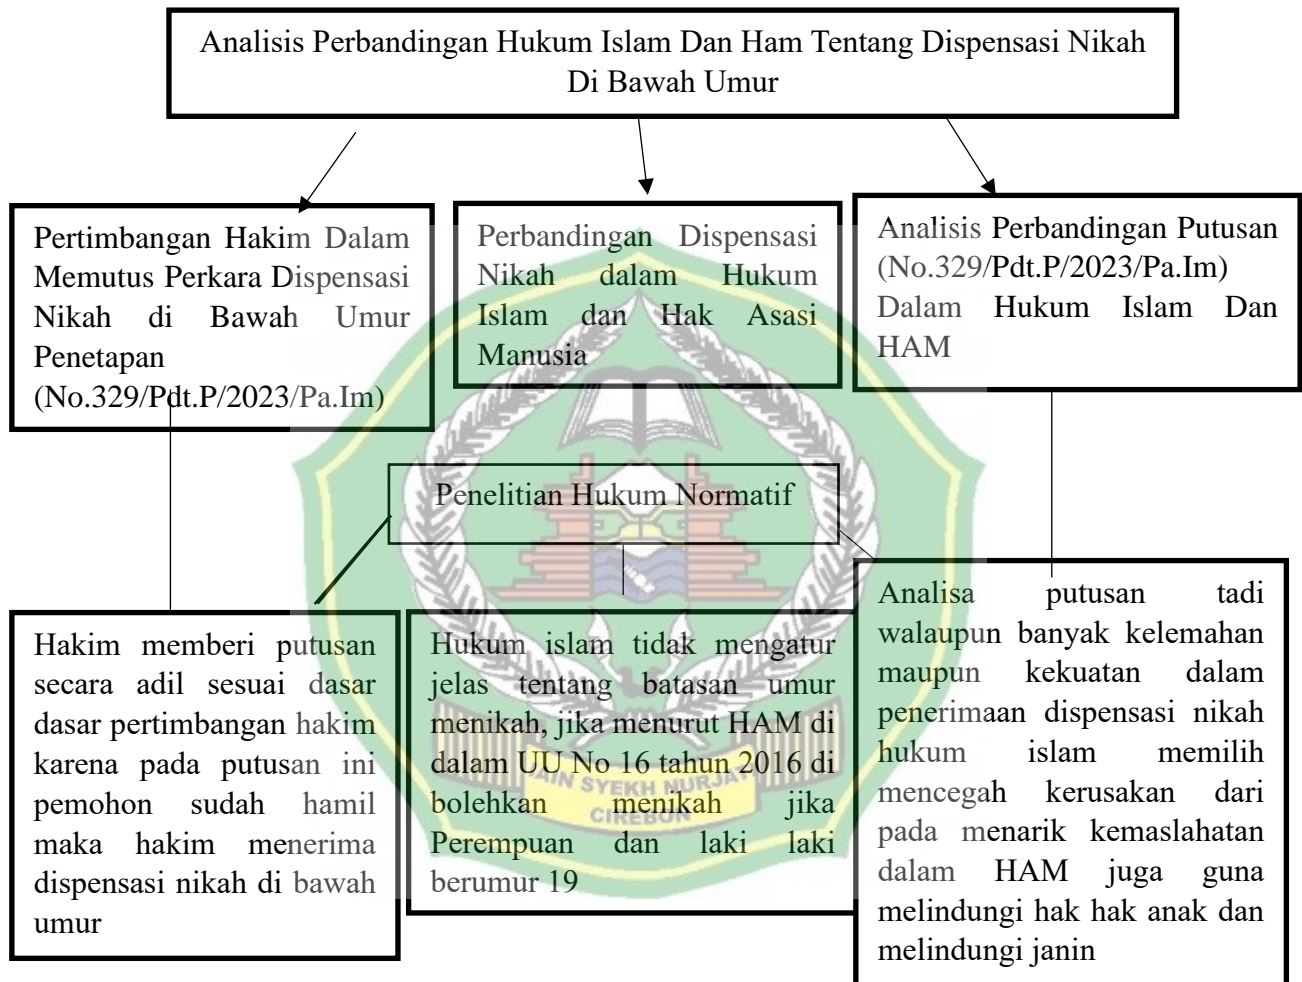 Analisis Perbandingan Hukum Islam Dan Ham Tentang Dispensasi Nikah
Di Bawah Umur
Pertimbangan Hakim Dalam
Memutus Perkara Dispensasi
Nikah di Bawah Umur
Penetapan
(No.329/Pdt.P/2023/Pa.Im)
Perbandingan Dispensasi
Nikah dalam Hukum
Islam dan Hak Asasi
Manusia
Analisis Perbandingan Putusan
(No.329/Pdt.P/2023/Pa.Im)
Dalam Hukum Islam Dan
HAM
Penelitian Hukum Normatif
Hakim memberi putusan
secara adil sesuai dasar
dasar pertimbangan hakim
karena pada putusan ini
pemohon sudah hamil
maka hakim menerima
dispensasi nikah di bawah
umur
Hukum islam tidak mengatur
jelas tentang batasan umur
menikah, jika menurut HAM di
dalam UU No 16 tahun 2016 di
bolehkan menikah jika
Perempuan dan laki laki
berumur 19
Analisa putusan tadi
walaupun banyak kelemahan
maupun kekuatan dalam
penerimaan dispensasi nikah
hukum islam memilih
mencegah kerusakan dari
pada menarik kemaslahatan
dalam HAM juga guna
melindungi hak hak anak dan
melindungi janin
IAIN SYEKH NURJATI
CIREBON